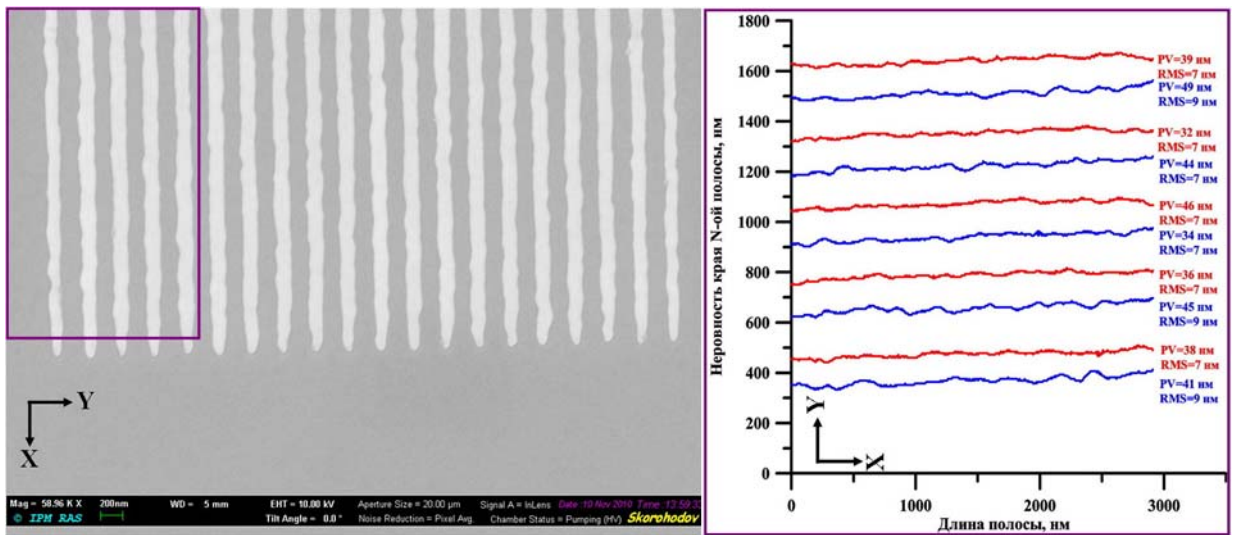 Y
X
Mag = 58.96 K X
200nm
WD = 5 mm
EHT = 10.00 kV
Aperture Size = 20.00 µm
Signal A = InLens
Date :10 Nov 2010
© IPM RAS
Tilt Angle = 0.0 °
Noise Reduction = Pixel Avg.
Chamber Status = Pumping (HV)
Skorohodov
Неровность края N-ой полосы, нм
1800
1600
1400
1200
1000
800
600
400
200
0
PV=39 нм
RMS=7 нм
PV=49 нм
RMS=9 нм
PV=32 нм
RMS=7 нм
PV=44 нм
RMS=7 нм
PV=46 нм
RMS=7 нм
PV=34 нм
RMS=7 нм
PV=36 нм
RMS=7 нм
PV=45 нм
RMS=9 нм
PV=38 нм
RMS=7 нм
PV=41 нм
RMS=9 нм
Y
X
0
1000
2000
3000
Длина полосы, нм